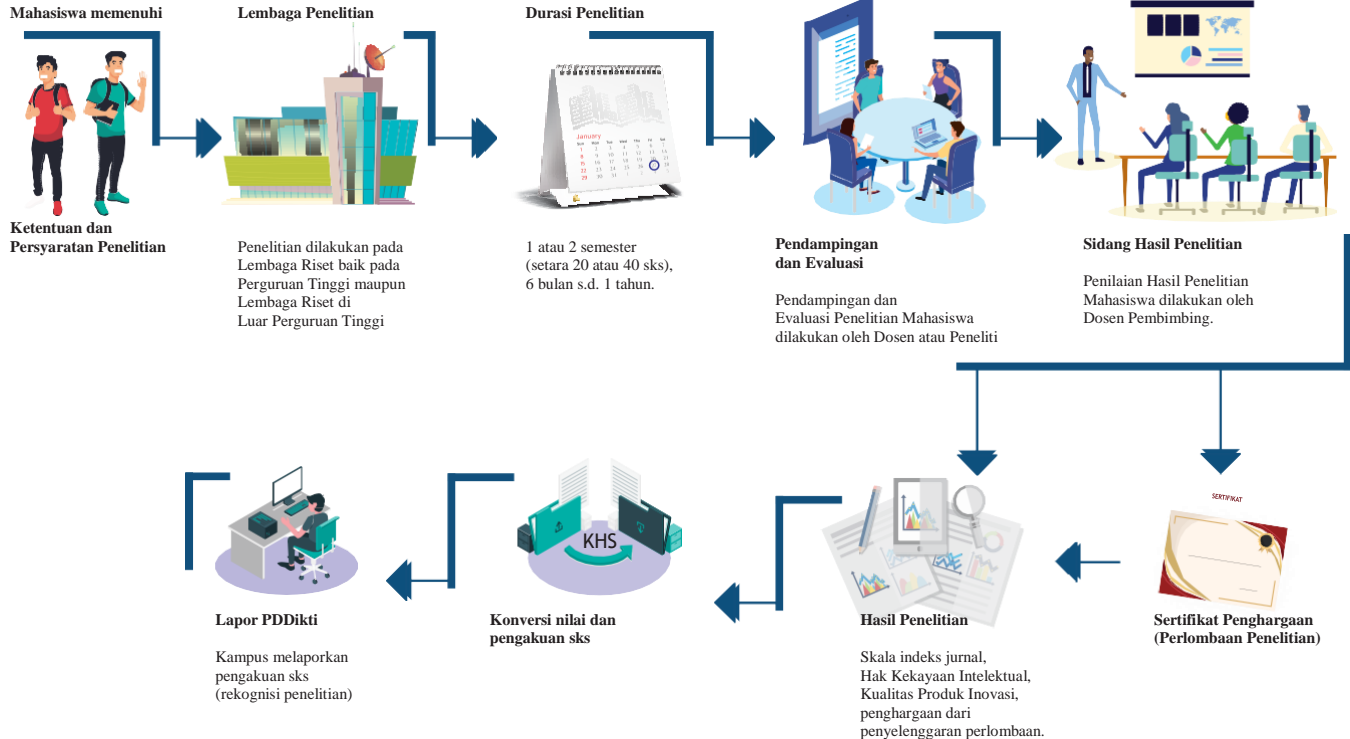 Mahasiswa memenuhi
Ketentuan dan
Persyaratan Penelitian
Lembaga Penelitian
Penelitian dilakukan pada
Lembaga Riset baik pada
Perguruan Tinggi maupun
Lembaga Riset di
Luar Perguruan Tinggi
Durasi Penelitian
January
1 atau 2 semester
(setara 20 atau 40 sks),
6 bulan s.d. 1 tahun.
Pendampingan
dan Evaluasi
Pendampingan dan
Evaluasi Penelitian Mahasiswa
dilakukan oleh Dosen atau Peneliti
Sidang Hasil Penelitian
Penilaian Hasil Penelitian
Mahasiswa dilakukan oleh
Dosen Pembimbing.
SERTIFIKAT
Sertifikat Penghargaan
(Perlombaan Penelitian)
Hasil Penelitian
Skala indeks jurnal,
Hak Kekayaan Intelektual,
Kualitas Produk Inovasi,
penghargaan dari
penyelenggaran perlombaan.
KHS
Konversi nilai dan
pengakuan sks
Lapor PDDikti
Kampus melaporkan
pengakuan sks
(rekognisi penelitian)